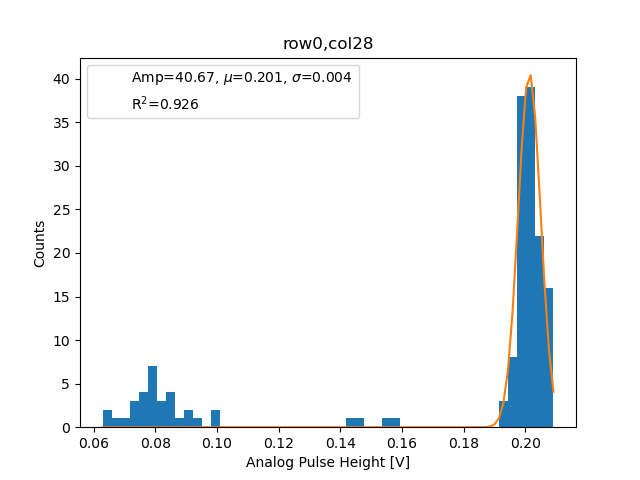 row0,col28
Amp=40.67, μ=0.201, σ=0.004
R²=0.926
40
35
30
25
20
15
10
5
0
Counts
0.06 0.08 0.10 0.12 0.14 0.16 0.18 0.20
Analog Pulse Height [V]